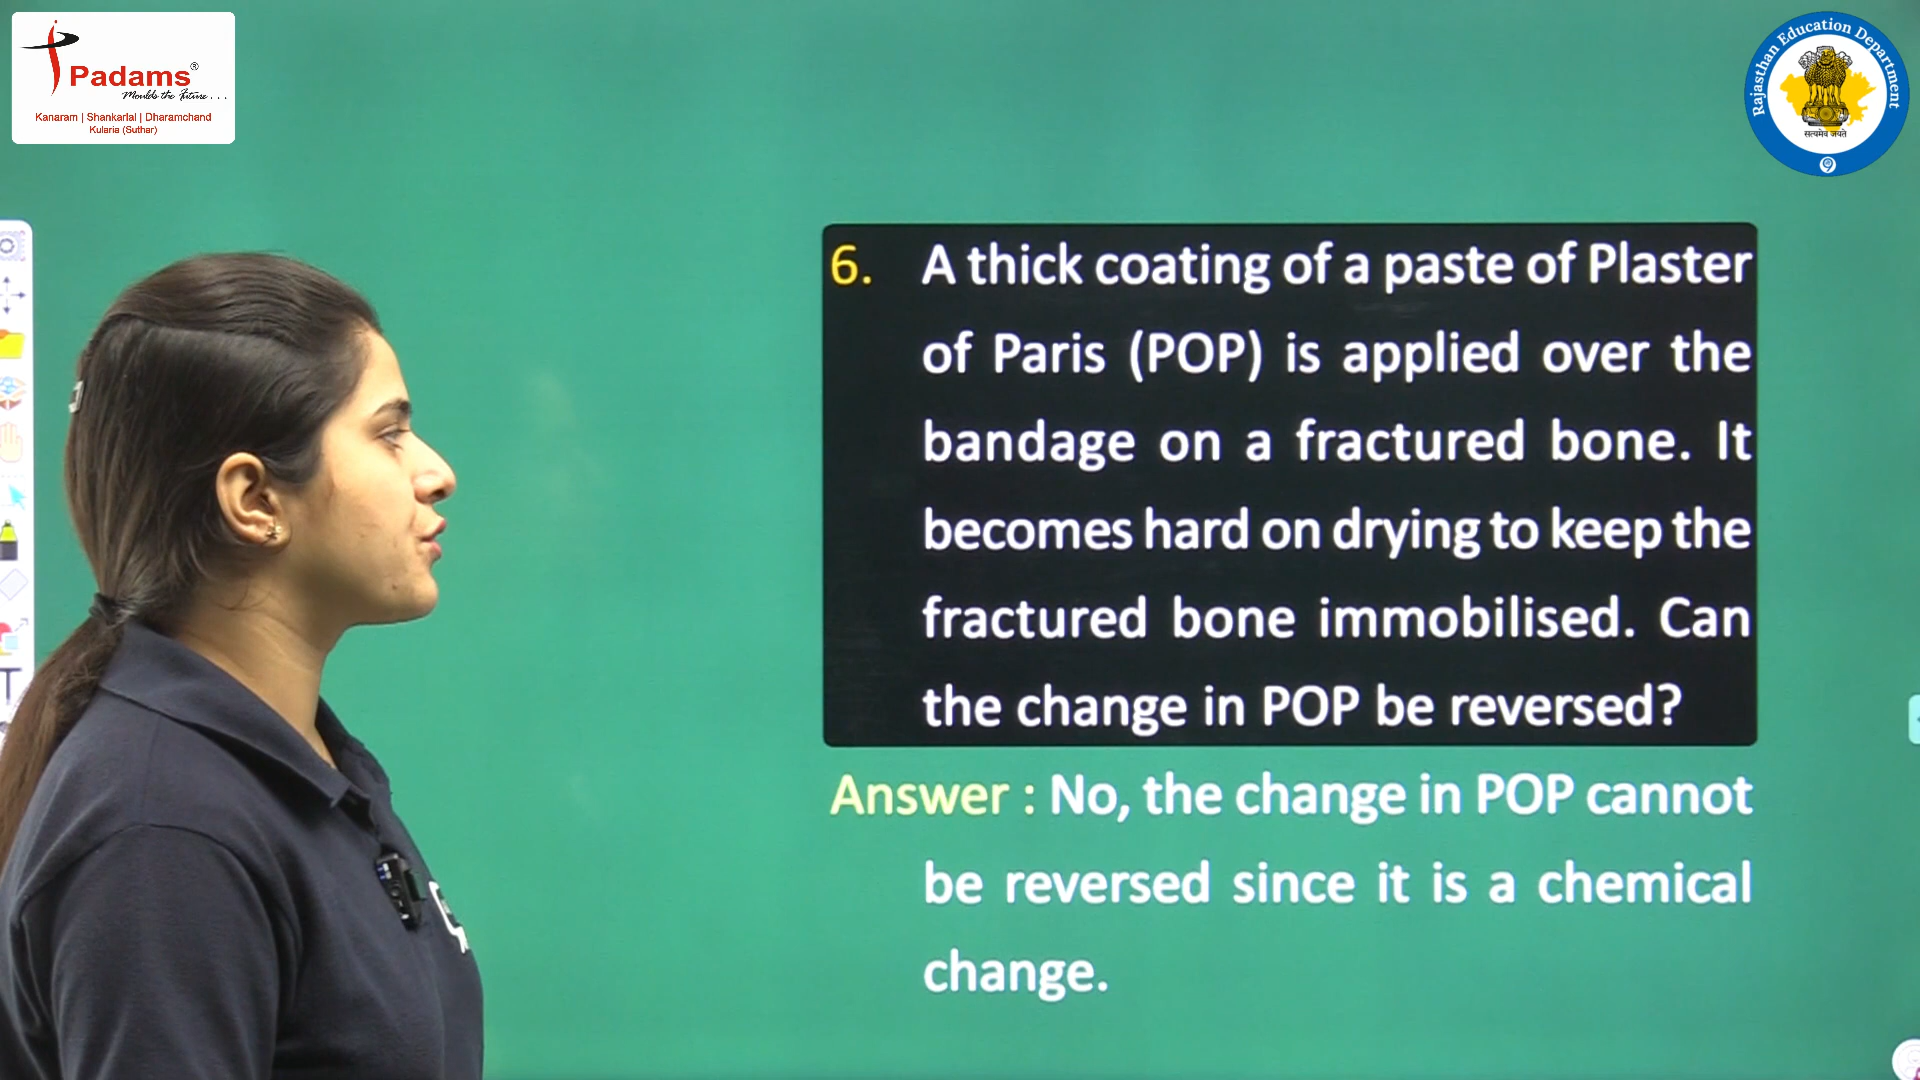 Padams®
Moulds the Future...
Kanaram | Shankarlal | Dharamchand
Kularia (Suthar)
Rajasthan Education Department
सत्यमेव जयते
6. A thick coating of a paste of Plaster
of Paris (POP) is applied over the
bandage on a fractured bone. It
becomes hard on drying to keep the
fractured bone immobilised. Can
the change in POP be reversed?
Answer : No, the change in POP cannot
be reversed since it is a chemical
change.